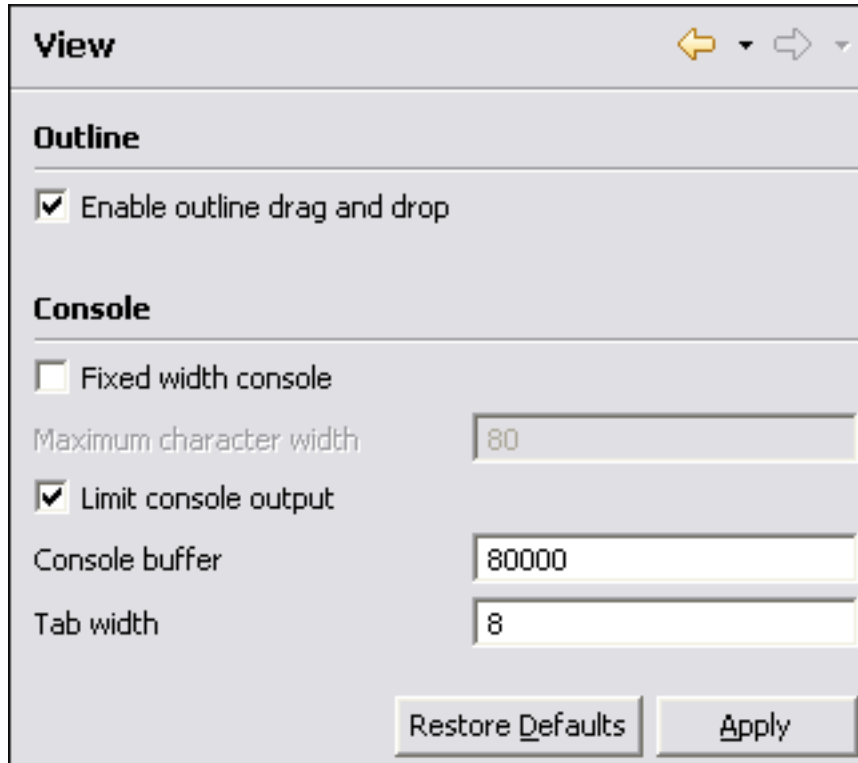 View
Outline
Enable outline drag and drop
Console
Fixed width console
Maximum character width 80
Limit console output
Console buffer 80000
Tab width 8
Restore Defaults Apply